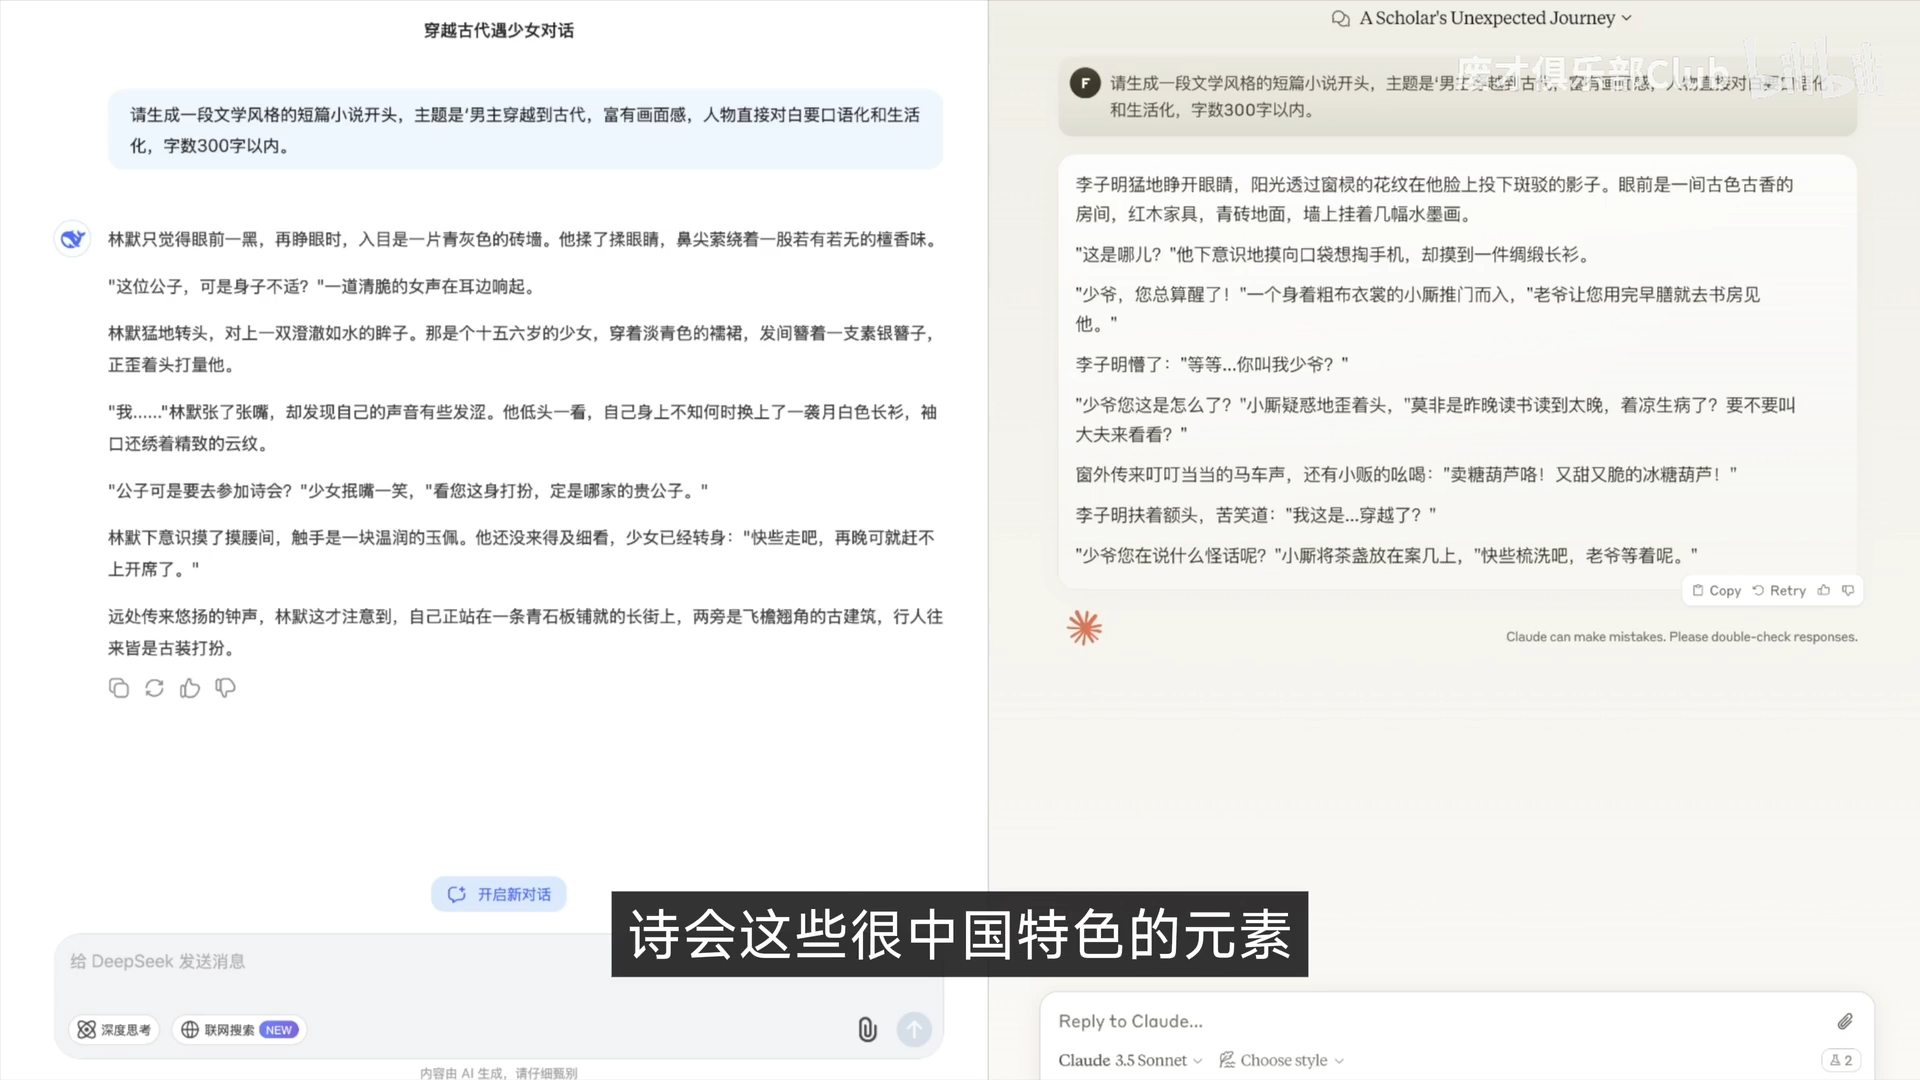 穿越古代遇少女对话
请生成一段文学风格的短篇小说开头，主题是‘男主穿越到古代，富有画面感，人物直接对白要口语化和生活
化，字数300字以内。
林默只觉得眼前一黑，再睁眼时，入目是一片青灰色的砖墙。他揉了揉眼睛，鼻尖萦绕着一股若有若无的檀香味。
"这位公子，可是身子不适？"一道清脆的女声在耳边响起。
林默猛地转头，对上一双澄澈如水的眸子。那是个十五六岁的少女，穿着淡青色的襦裙，发间簪着一支素银簪子，
正歪着头打量他。
"我……"林默张了张嘴，却发现自己的声音有些发涩。他低头一看，自己身上不知何时换上了一袭月白色长衫，袖
口还绣着精致的云纹。
"公子可是要去参加诗会？"少女抿嘴一笑，"看您这身打扮，定是哪家的贵公子。"
林默下意识摸了摸腰间，触手是一块温润的玉佩。他还没来得及细看，少女已经转身："快些走吧，再晚可就赶不
上开席了。"
远处传来悠扬的钟声，林默这才注意到，自己正站在一条青石板铺就的长街上，两旁是飞檐翘角的古建筑，行人往
来皆是古装打扮。
开启新对话
给 DeepSeek 发送消息
深度思考
联网搜索 NEW
内容由 AI 生成，请仔细甄别
A Scholar's Unexpected Journey
废才俱乐部Club bilibili
F
请生成一段文学风格的短篇小说开头，主题是‘男主穿越到古代，富有画面感，人物直接对白要口语化
和生活化，字数300字以内。
李子明猛地睁开眼睛，阳光透过窗棂的花纹在他脸上投下斑驳的影子。眼前是一间古色古香的
房间，红木家具，青砖地面，墙上挂着几幅水墨画。
"这是哪儿？"他下意识地摸向口袋想掏手机，却摸到一件绸缎长衫。
"少爷，您总算醒了！"一个身着粗布衣裳的小厮推门而入，"老爷让您用完早膳就去书房见
他。"
李子明懵了："等等...你叫我少爷？"
"少爷您这是怎么了？"小厮疑惑地歪着头，"莫非是昨晚读书读到太晚，着凉生病了？要不要叫
大夫来看看？"
窗外传来叮叮当当的马车声，还有小贩的吆喝："卖糖葫芦咯！又甜又脆的冰糖葫芦！"
李子明扶着额头，苦笑道："我这是...穿越了？"
"少爷您在说什么怪话呢？"小厮将茶盏放在案几上，"快些梳洗吧，老爷等着呢。"
Copy Retry
Claude can make mistakes. Please double-check responses.
Reply to Claude...
Claude 3.5 Sonnet Choose style
2
诗会这些很中国特色的元素